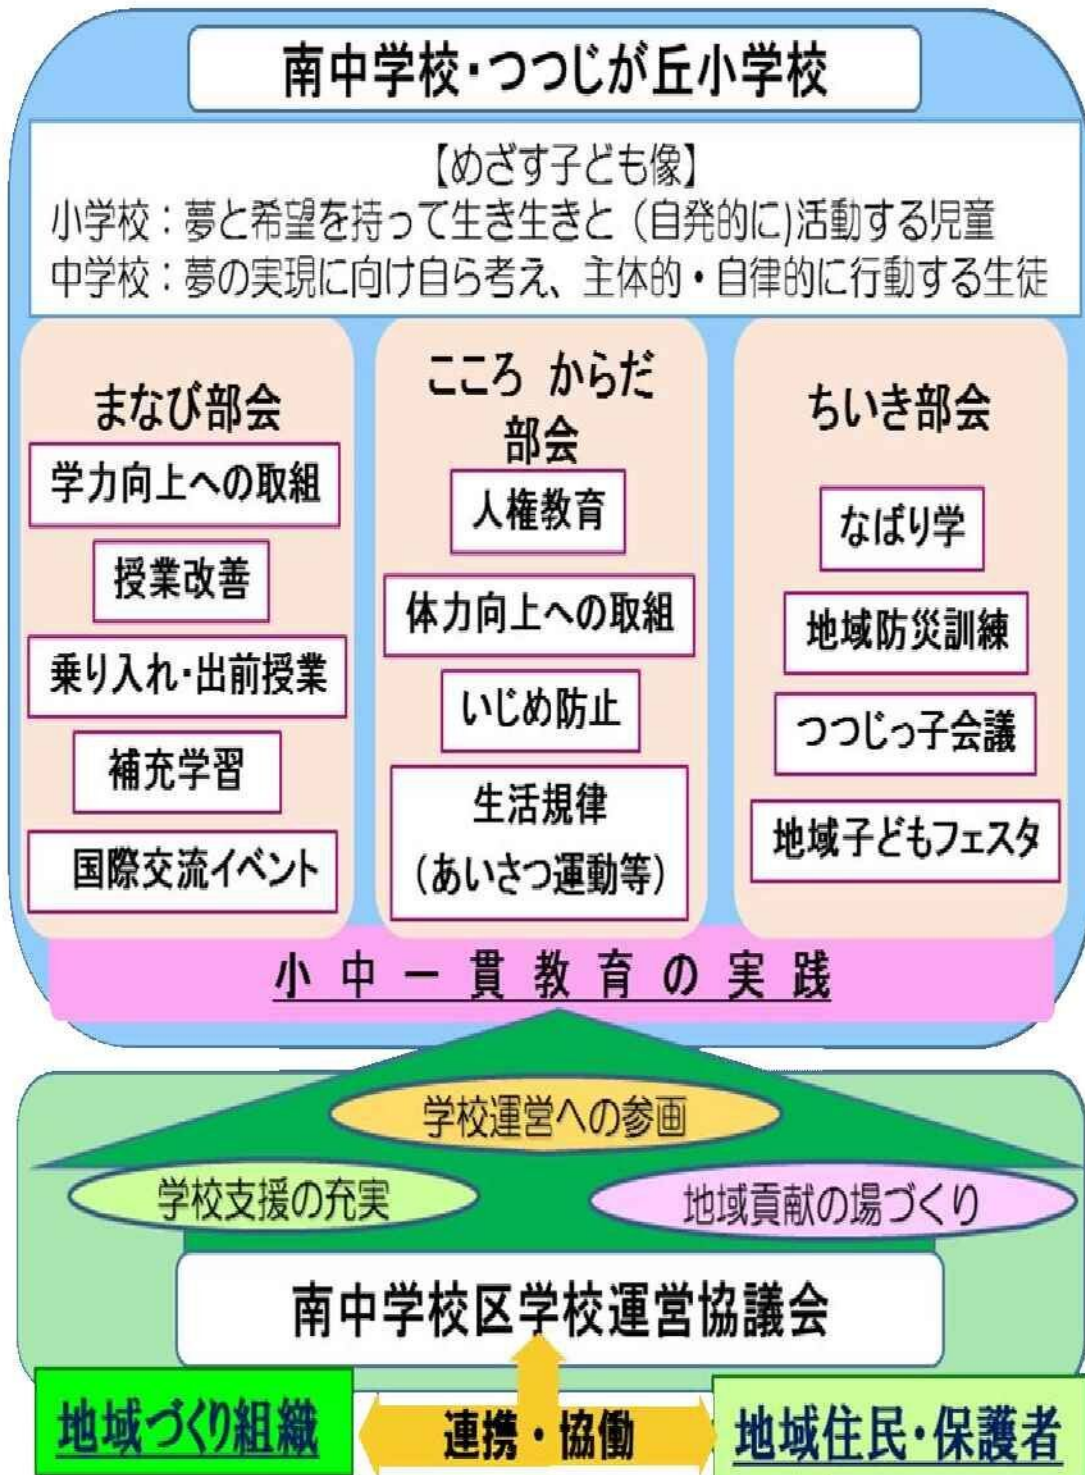 南中学校・つつじが丘小学校
【めざす子ども像】
小学校：夢と希望を持って生き生きと（自発的に)活動する児童
中学校：夢の実現に向け自ら考え、主体的・自律的に行動する生徒
まなび部会
学力向上への取組
授業改善
乗り入れ・出前授業
補充学習
国際交流イベント
こころ からだ
部会
人権教育
体力向上への取組
いじめ防止
生活規律
（あいさつ運動等）
ちいき部会
なばり学
地域防災訓練
つつじっ子会議
地域子どもフェスタ
小中一貫教育の実践
学校運営への参画
学校支援の充実
地域貢献の場づくり
南中学校区学校運営協議会
地域づくり組織
連携・協働
地域住民・保護者